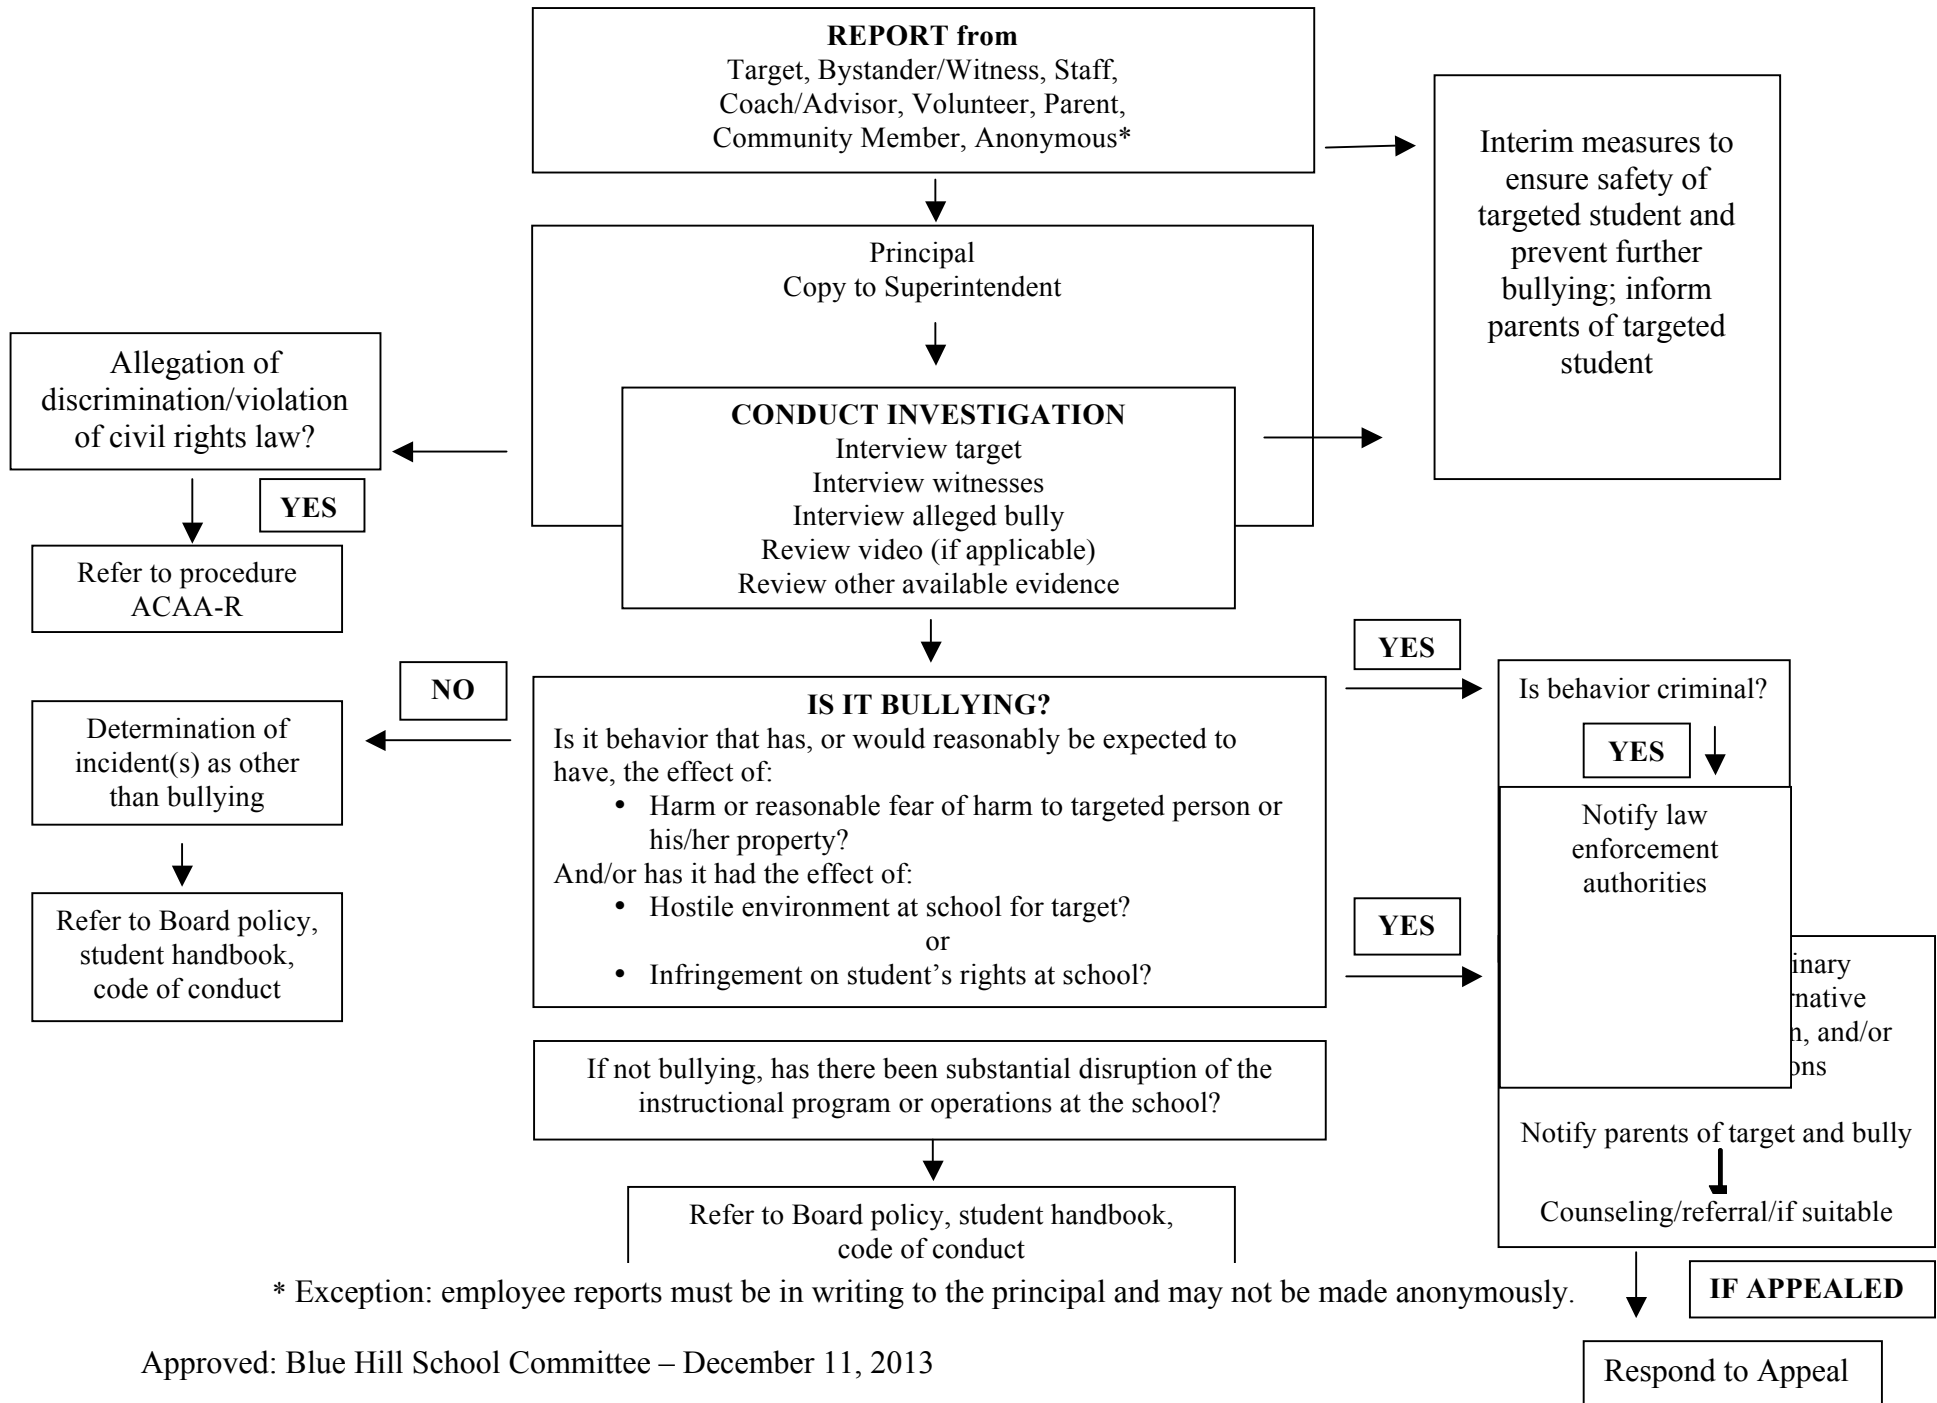 REPORT from
Target, Bystander/Witness, Staff,
Coach/Advisor, Volunteer, Parent,
Community Member, Anonymous*
Interim measures to
ensure safety of
targeted student and
prevent further
bullying; inform
parents of targeted
student
Principal
Copy to Superintendent
Allegation of
discrimination/violation
of civil rights law?
YES
Refer to procedure
ACAA-R
CONDUCT INVESTIGATION
Interview target
Interview witnesses
Interview alleged bully
Review video (if applicable)
Review other available evidence
NO
Determination of
incident(s) as other
than bullying
Refer to Board policy,
student handbook,
code of conduct
IS IT BULLYING?
Is it behavior that has, or would reasonably be expected to
have, the effect of:
• Harm or reasonable fear of harm to targeted person or
his/her property?
And/or has it had the effect of:
• Hostile environment at school for target?
or
• Infringement on student’s rights at school?
YES
Is behavior criminal?
YES
Notify law
enforcement
authorities
YES
inary
rnative
n, and/or
ons
Notify parents of target and bully
Counseling/referral/if suitable
If not bullying, has there been substantial disruption of the
instructional program or operations at the school?
Refer to Board policy, student handbook,
code of conduct
* Exception: employee reports must be in writing to the principal and may not be made anonymously.
IF APPEALED
Respond to Appeal
Approved: Blue Hill School Committee – December 11, 2013